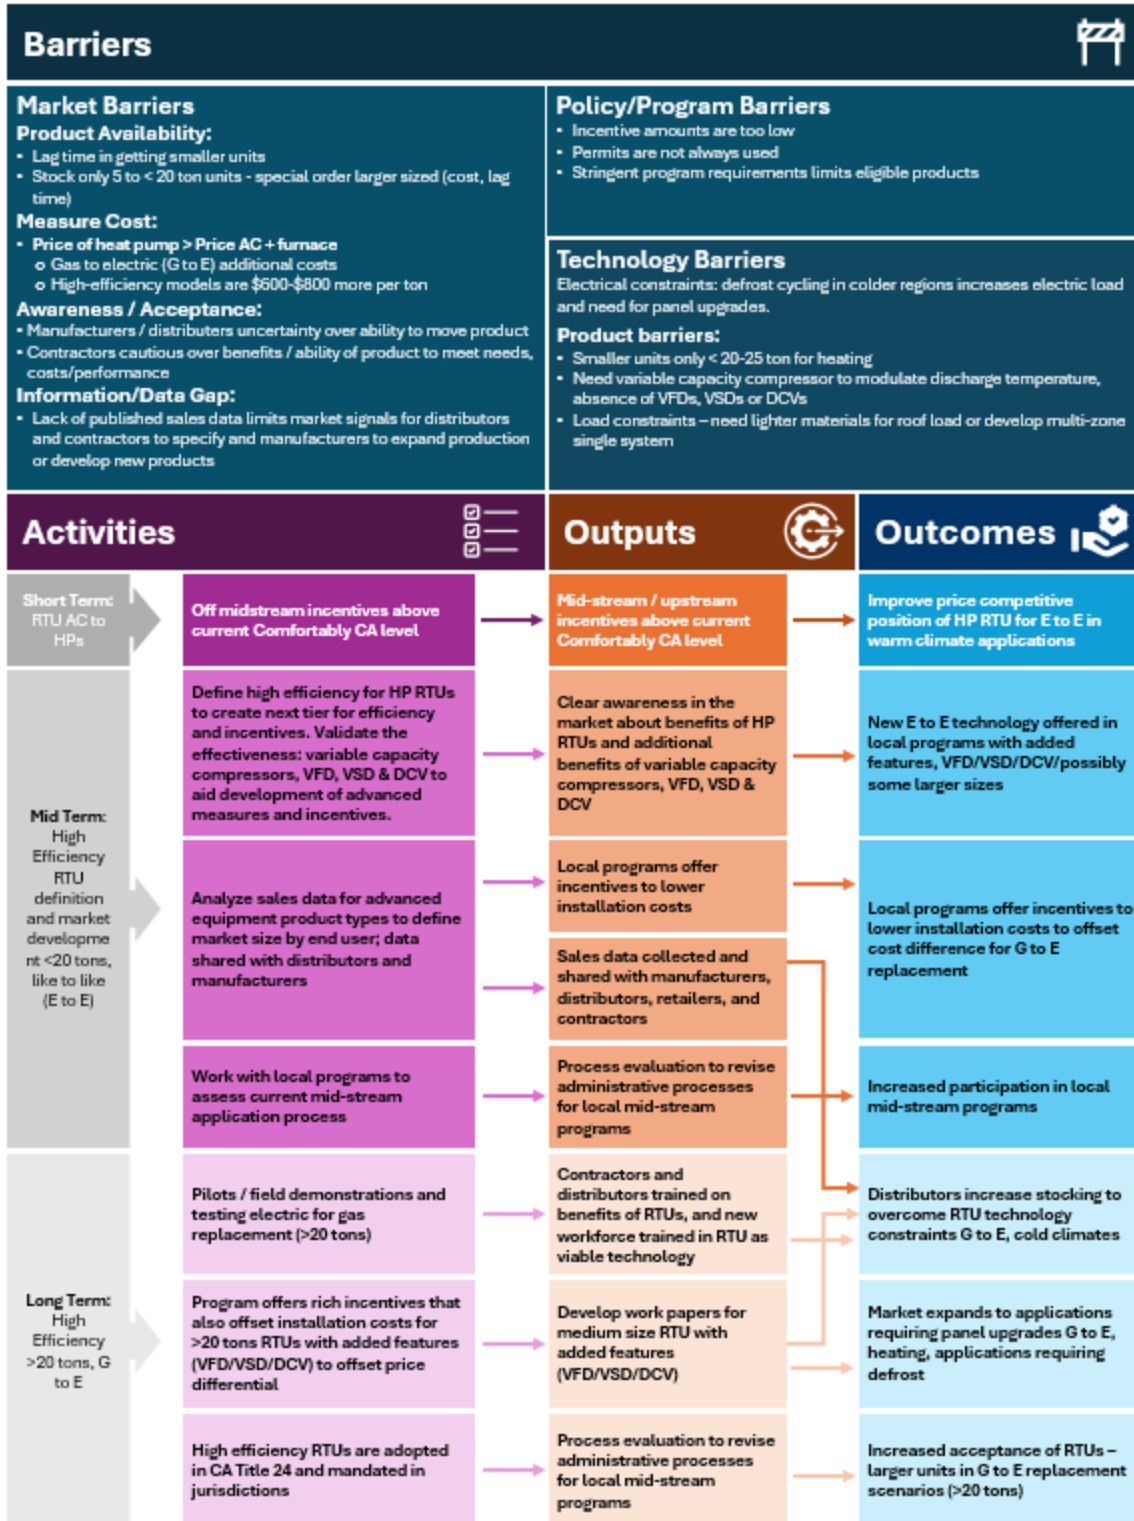 Barriers
Market Barriers
Product Availability:
• Lag time in getting smaller units
• Stock only 5 to < 20 ton units - special order larger sized (cost, lag
time)
Measure Cost:
• Price of heat pump > Price AC + furnace
o Gas to electric (G to E) additional costs
o High-efficiency models are $600-$800 more per ton
Awareness / Acceptance:
• Manufacturers / distributers uncertainty over ability to move product
• Contractors cautious over benefits / ability of product to meet needs,
costs/performance
Information/Data Gap:
• Lack of published sales data limits market signals for distributors
and contractors to specify and manufacturers to expand production
or develop new products
Policy/Program Barriers
• Incentive amounts are too low
• Permits are not always used
• Stringent program requirements limits eligible products
Technology Barriers
Electrical constraints: defrost cycling in colder regions increases electric load
and need for panel upgrades.
Product barriers:
• Smaller units only < 20-25 ton for heating
• Need variable capacity compressor to modulate discharge temperature,
absence of VFDs, VSDs or DCVs
• Load constraints – need lighter materials for roof load or develop multi-zone
single system
Activities
Outputs
Outcomes
Short Term:
RTU AC to
HPs
Off midstream incentives above
current Comfortably CA level
Mid-stream / upstream
incentives above current
Comfortably CA level
Improve price competitive
position of HP RTU for E to E in
warm climate applications
Mid Term:
High
Efficiency
RTU
definition
and market
developme
nt <20 tons,
like to like
(E to E)
Define high efficiency for HP RTUs
to create next tier for efficiency
and incentives. Validate the
effectiveness: variable capacity
compressors, VFD, VSD & DCV to
aid development of advanced
measures and incentives.
Clear awareness in the
market about benefits of HP
RTUs and additional
benefits of variable capacity
compressors, VFD, VSD &
DCV
New E to E technology offered in
local programs with added
features, VFD/VSD/DCV/possibly
some larger sizes
Analyze sales data for advanced
equipment product types to define
market size by end user; data
shared with distributors and
manufacturers
Local programs offer
incentives to lower
installation costs
Sales data collected and
shared with manufacturers,
distributors, retailers, and
contractors
Local programs offer incentives to
lower installation costs to offset
cost difference for G to E
replacement
Work with local programs to
assess current mid-stream
application process
Process evaluation to revise
administrative processes
for local mid-stream
programs
Increased participation in local
mid-stream programs
Long Term:
High
Efficiency
>20 tons, G
to E
Pilots / field demonstrations and
testing electric for gas
replacement (>20 tons)
Contractors and
distributors trained on
benefits of RTUs, and new
workforce trained in RTU as
viable technology
Distributors increase stocking to
overcome RTU technology
constraints G to E, cold climates
Program offers rich incentives that
also offset installation costs for
>20 tons RTUs with added features
(VFD/VSD/DCV) to offset price
differential
Develop work papers for
medium size RTU with
added features
(VFD/VSD/DCV)
Market expands to applications
requiring panel upgrades G to E,
heating, applications requiring
defrost
High efficiency RTUs are adopted
in CA Title 24 and mandated in
jurisdictions
Process evaluation to revise
administrative processes
for local mid-stream
programs
Increased acceptance of RTUs –
larger units in G to E replacement
scenarios (>20 tons)